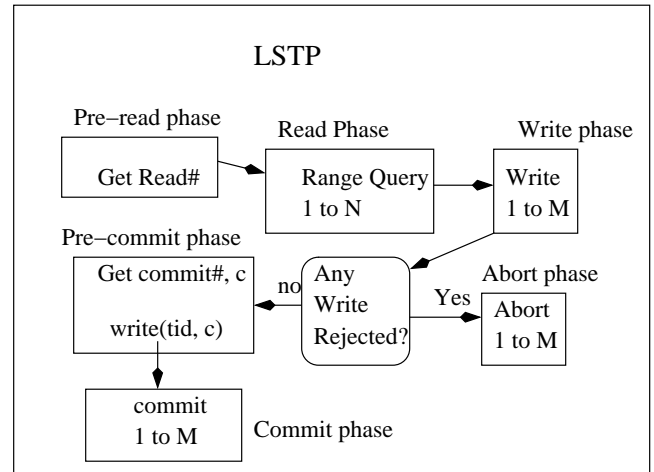 LSTP
Pre-read phase
Get Read#
Read Phase
Range Query
1 to N
Write phase
Write
1 to M
Pre-commit phase
Get commit#, c
write(tid, c)
no
Any
Write
Rejected?
Yes
Abort phase
Abort
1 to M
commit
1 to M
Commit phase